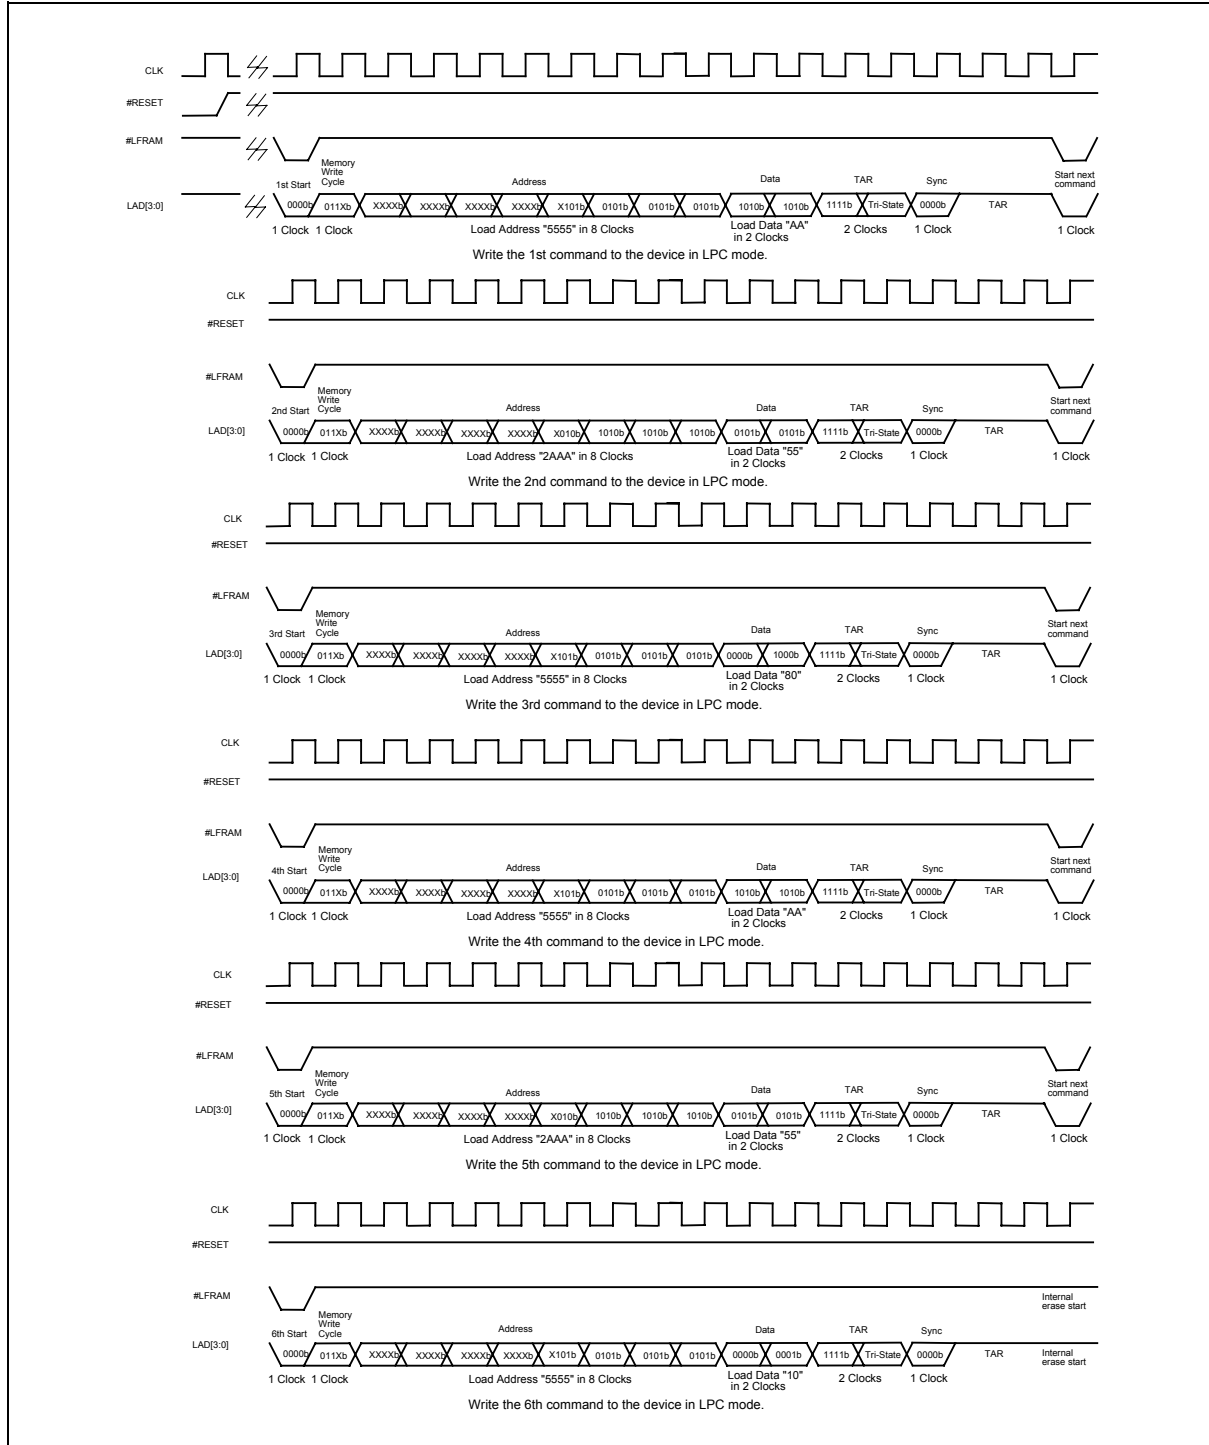 CLK
#RESET
#LFRAM
Memory
Write
Cycle
1st Start
Address
Data
TAR
Sync
Start next
command
LAD[3:0]
0000b 011Xb XXXXb XXXXb XXXXb XXXXb X101b 0101b 0101b 0101b 1010b 1010b 1111b Tri-State 0000b TAR
1 Clock 1 Clock Load Address "5555" in 8 Clocks Load Data "AA" in 2 Clocks 2 Clocks 1 Clock 1 Clock
Write the 1st command to the device in LPC mode.
CLK
#RESET
#LFRAM
Memory
Write
Cycle
2nd Start
Address
Data
TAR
Sync
Start next
command
LAD[3:0]
0000b 011Xb XXXXb XXXXb XXXXb XXXXb X010b 1010b 1010b 1010b 0101b 0101b 1111b Tri-State 0000b TAR
1 Clock 1 Clock Load Address "2AAA" in 8 Clocks Load Data "55" in 2 Clocks 2 Clocks 1 Clock 1 Clock
Write the 2nd command to the device in LPC mode.
CLK
#RESET
#LFRAM
Memory
Write
Cycle
3rd Start
Address
Data
TAR
Sync
Start next
command
LAD[3:0]
0000b 011Xb XXXXb XXXXb XXXXb XXXXb X101b 0101b 0101b 0101b 0000b 1000b 1111b Tri-State 0000b TAR
1 Clock 1 Clock Load Address "5555" in 8 Clocks Load Data "80" in 2 Clocks 2 Clocks 1 Clock 1 Clock
Write the 3rd command to the device in LPC mode.
CLK
#RESET
#LFRAM
Memory
Write
Cycle
4th Start
Address
Data
TAR
Sync
Start next
command
LAD[3:0]
0000b 011Xb XXXXb XXXXb XXXXb XXXXb X101b 0101b 0101b 0101b 1010b 1010b 1111b Tri-State 0000b TAR
1 Clock 1 Clock Load Address "5555" in 8 Clocks Load Data "AA" in 2 Clocks 2 Clocks 1 Clock 1 Clock
Write the 4th command to the device in LPC mode.
CLK
#RESET
#LFRAM
Memory
Write
Cycle
5th Start
Address
Data
TAR
Sync
Start next
command
LAD[3:0]
0000b 011Xb XXXXb XXXXb XXXXb XXXXb X010b 1010b 1010b 1010b 0101b 0101b 1111b Tri-State 0000b TAR
1 Clock 1 Clock Load Address "2AAA" in 8 Clocks Load Data "55" in 2 Clocks 2 Clocks 1 Clock 1 Clock
Write the 5th command to the device in LPC mode.
CLK
#RESET
#LFRAM
Internal
erase start
Memory
Write
Cycle
6th Start
Address
Data
TAR
Sync
LAD[3:0]
0000b 011Xb XXXXb XXXXb XXXXb XXXXb X101b 0101b 0101b 0101b 0000b 0001b 1111b Tri-State 0000b TAR
Internal
erase start
1 Clock 1 Clock Load Address "5555" in 8 Clocks Load Data "10" in 2 Clocks 2 Clocks 1 Clock
Write the 6th command to the device in LPC mode.